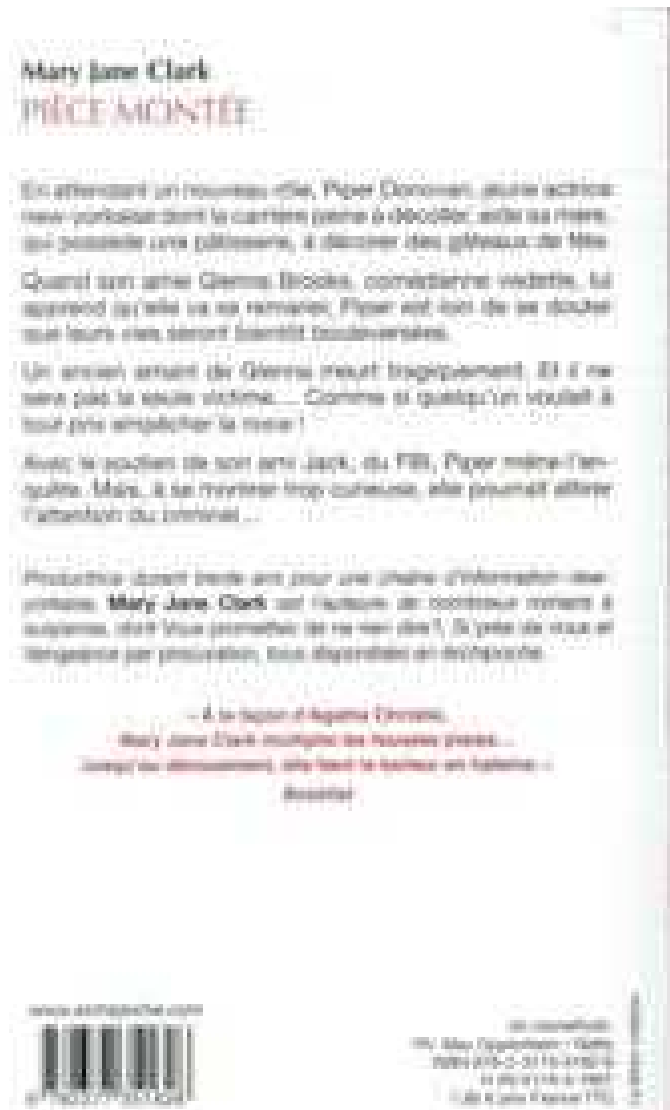 Mary Jane Clark
PIÈCE MONTÉE
En attendant un nouveau rôle, Piper Donovan, jeune actrice
new-yorkaise dont la carrière peine à décoller, aide sa mère,
qui possède une pâtisserie, à décorer des gâteaux de fête.
Quand son amie Glenna Brooks, comédienne vedette, lui
apprend qu'elle va se remarier, Piper est loin de se douter
que leurs vies seront bientôt bouleversées.
Un ancien amant de Glenna meurt tragiquement. Et il ne
sera pas la seule victime... Comme si quelqu'un voulait à
tout prix empêcher la noce !
Avec le soutien de son ami Jack, du FBI, Piper mène l'en-
quête. Mais, à se montrer trop curieuse, elle pourrait attirer
l'attention du criminel...
Productrice durant trente ans pour une chaîne d'information new-
yorkaise, Mary Jane Clark est l'auteure de nombreux romans à
suspense, dont Vous promettez de ne rien dire ?, Si près de vous et
Vengeance par procuration, tous disponibles en Archipoche.
« À la façon d'Agatha Christie,
Mary Jane Clark multiplie les fausses pistes...
Jusqu'au dénouement, elle tient le lecteur en haleine. »
Booklist
www.archipoche.com